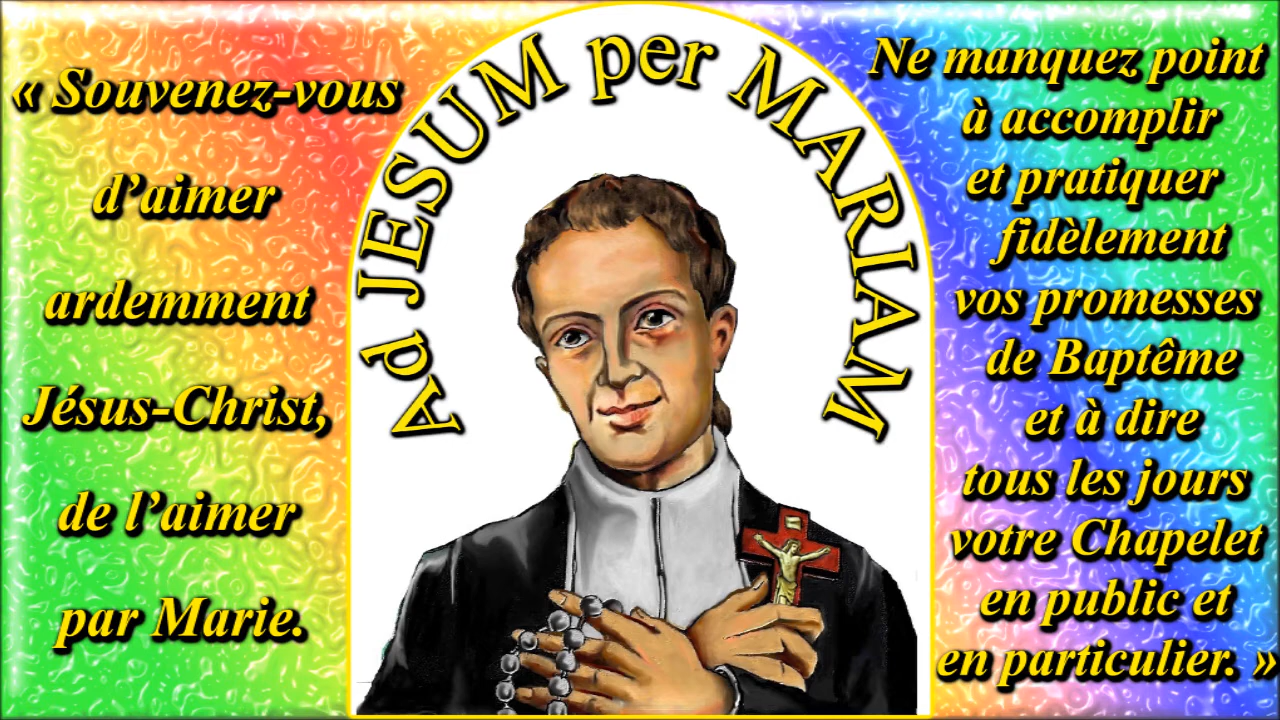 « Souvenez-vous
d’aimer
ardemment
Jésus-Christ,
de l’aimer
par Marie.
Ad JESUM per MARIAM
Ne manquez point
à accomplir
et pratiquer
fidèlement
vos promesses
de Baptême
et à dire
tous les jours
votre Chapelet
en public et
en particulier. »